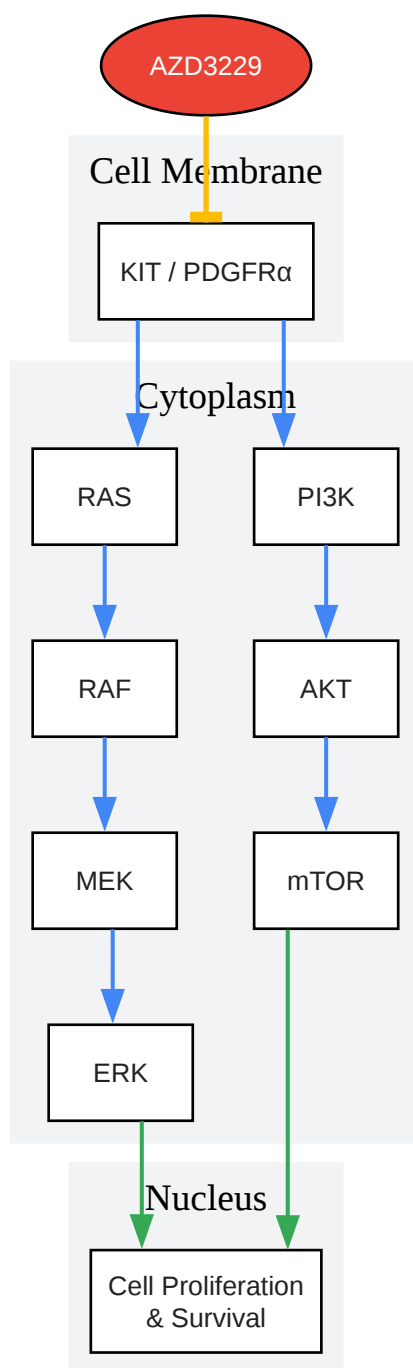 AZD3229
Cell Membrane
KIT / PDGFRα
Cytoplasm
RAS
PI3K
RAF
AKT
MEK
mTOR
ERK
Nucleus
Cell Proliferation
& Survival